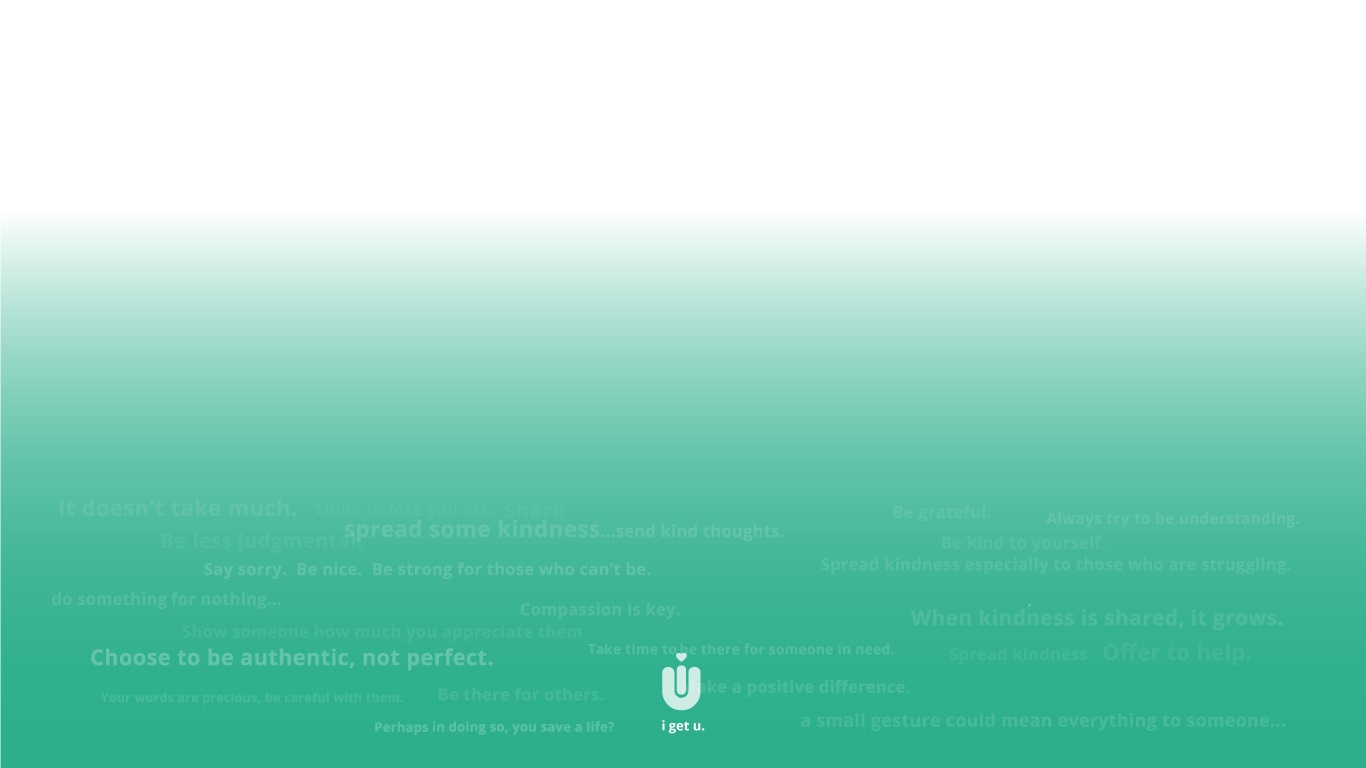 It doesn't take much.
Think before you act.
Share
Be grateful.
Always try to be understanding.
spread some kindness...send kind thoughts.
Be less judgmental.
Be kind to yourself.
Spread kindness especially to those who are struggling.
Say sorry.  Be nice.  Be strong for those who can't be.
do something for nothing...
Compassion is key.
When kindness is shared, it grows.
Show someone how much you appreciate them
Take time to be there for someone in need.
Spread kindness
Offer to help.
Choose to be authentic, not perfect.
a positive difference.
Your words are precious, be careful with them.
Be there for others.
a small gesture could mean everything to someone...
Perhaps in doing so, you save a life?
i get u.